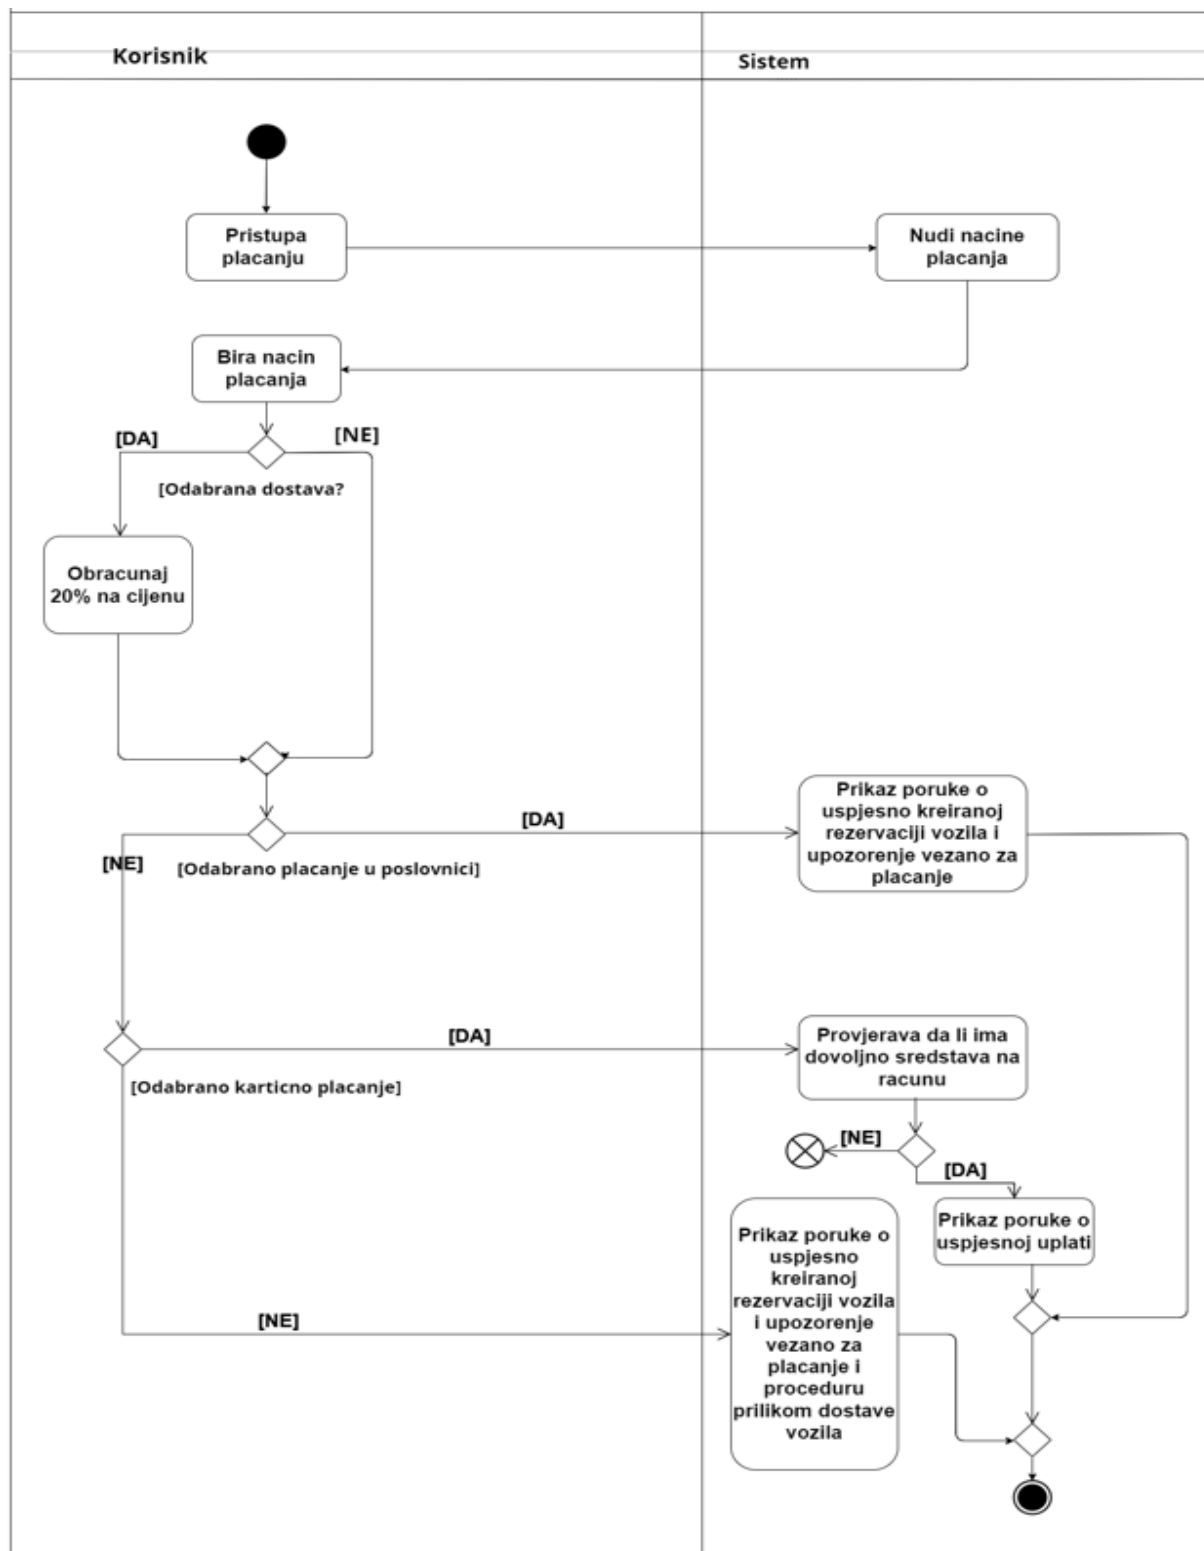 Korisnik
Sistem
Pristupa
placanju
Nudi nacine
placanja
Bira nacin
placanja
[DA]
[NE]
[Odabrana dostava?
Obracunaj
20% na cijenu
[DA]
[NE]
[Odabrano placanje u poslovnici]
Prikaz poruke o
uspjesno kreiranoj
rezervaciji vozila i
upozorenje vezano za
placanje
[DA]
[Odabrano karticno placanje]
Provjerava da li ima
dovoljno sredstava na
racunu
[NE]
[DA]
Prikaz poruke o
uspjesnoj uplati
[NE]
Prikaz poruke o
uspjesno
kreiranoj
rezervaciji vozila
i upozorenje
vezano za
placanje i
proceduru
prilikom dostave
vozila